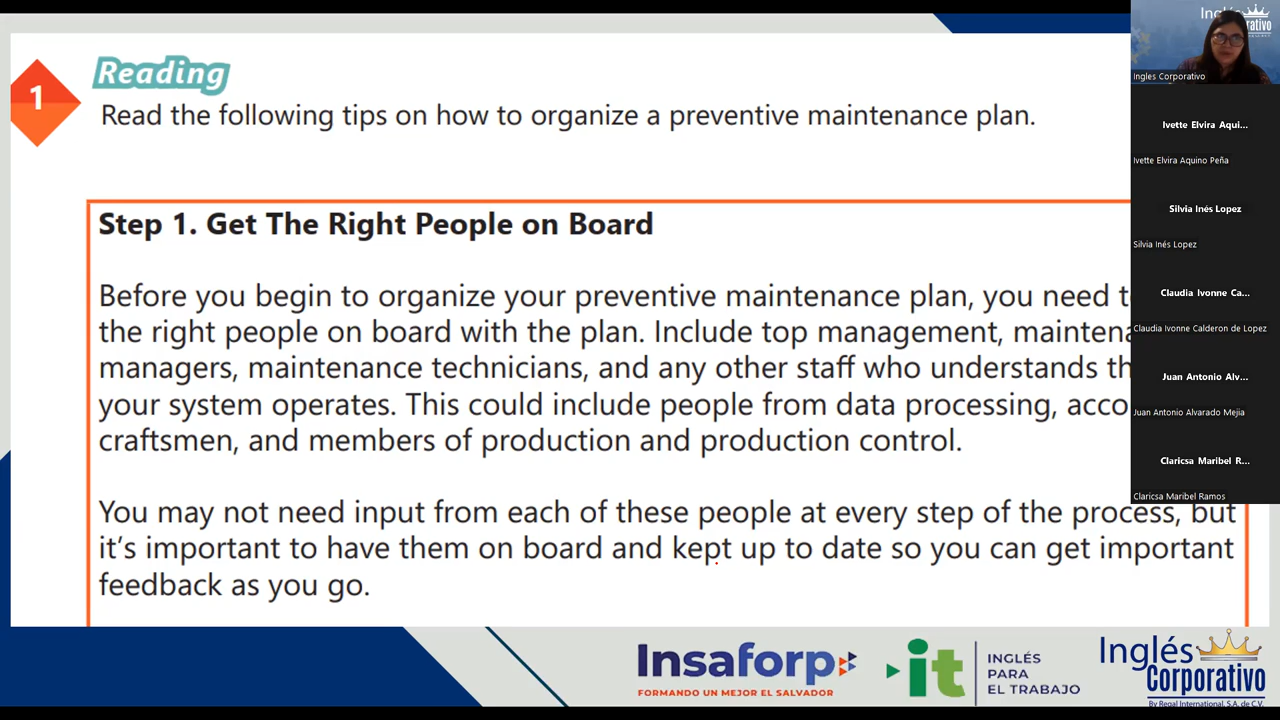 1
Reading
Read the following tips on how to organize a preventive maintenance plan.
Step 1. Get The Right People on Board
Before you begin to organize your preventive maintenance plan, you need
the right people on board with the plan. Include top management,
managers, maintenance technicians, and any other staff who understands
your system operates. This could include people from data processing,
craftsmen, and members of production and production control.
You may not need input from each of these people at every step of the process, but
it's important to have them on board and kept up to date so you can get important
feedback as you go.
Insaforp
FORMANDO UN MEJOR EL SALVADOR
it
INGLÉS
PARA
EL TRABAJO
Inglés
Corporativo
By Regal International, S.A. de C.V.
Ingles Corporativo
Ivette Elvira Aqui...
Ivette Elvira Aquino Peña
Silvia Inés Lopez
Silvia Inés Lopez
Claudia Ivonne Ca...
Claudia Ivonne Calderon de Lopez
Juan Antonio Alv...
Juan Antonio Alvarado Mejia
Claricsa Maribel R...
Claricsa Maribel Ramos